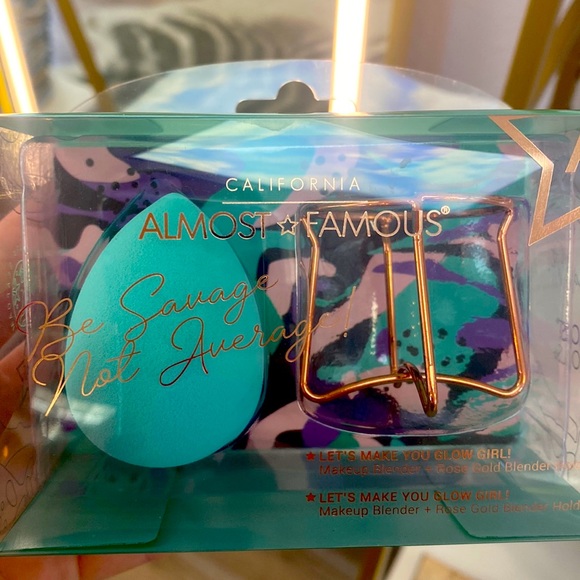 CALIFORNIA
ALMOST☆FAMOUS®
Be Savage
Not Average!
★ LET'S MAKE YOU GLOW GIRL!
Makeup Blender + Rose Gold Blender
★ LET'S MAKE YOU GLOW GIRL!
Makeup Blender + Rose Gold Blender Hold